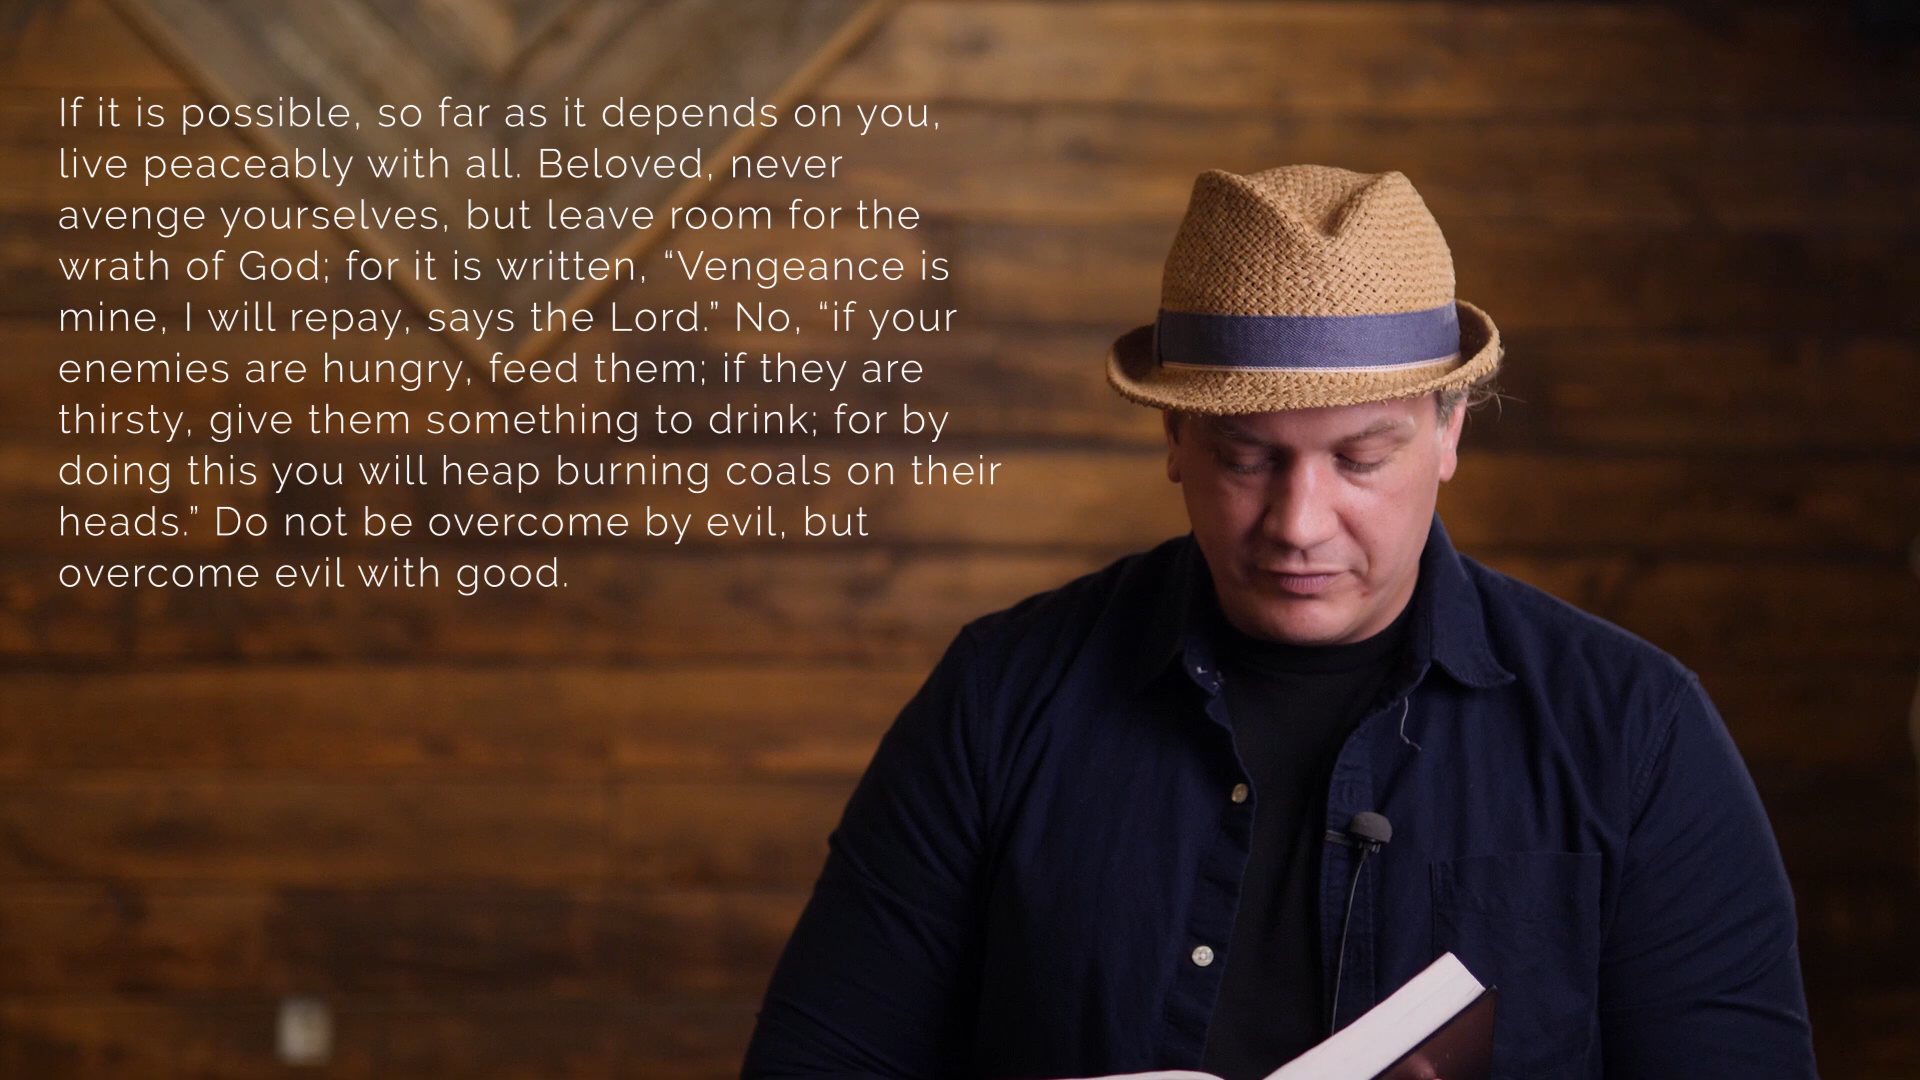 If it is possible, so far as it depends on you,
live peaceably with all. Beloved, never
avenge yourselves, but leave room for the
wrath of God; for it is written, “Vengeance is
mine, I will repay, says the Lord.” No, “if your
enemies are hungry, feed them; if they are
thirsty, give them something to drink; for by
doing this you will heap burning coals on their
heads.” Do not be overcome by evil, but
overcome evil with good.